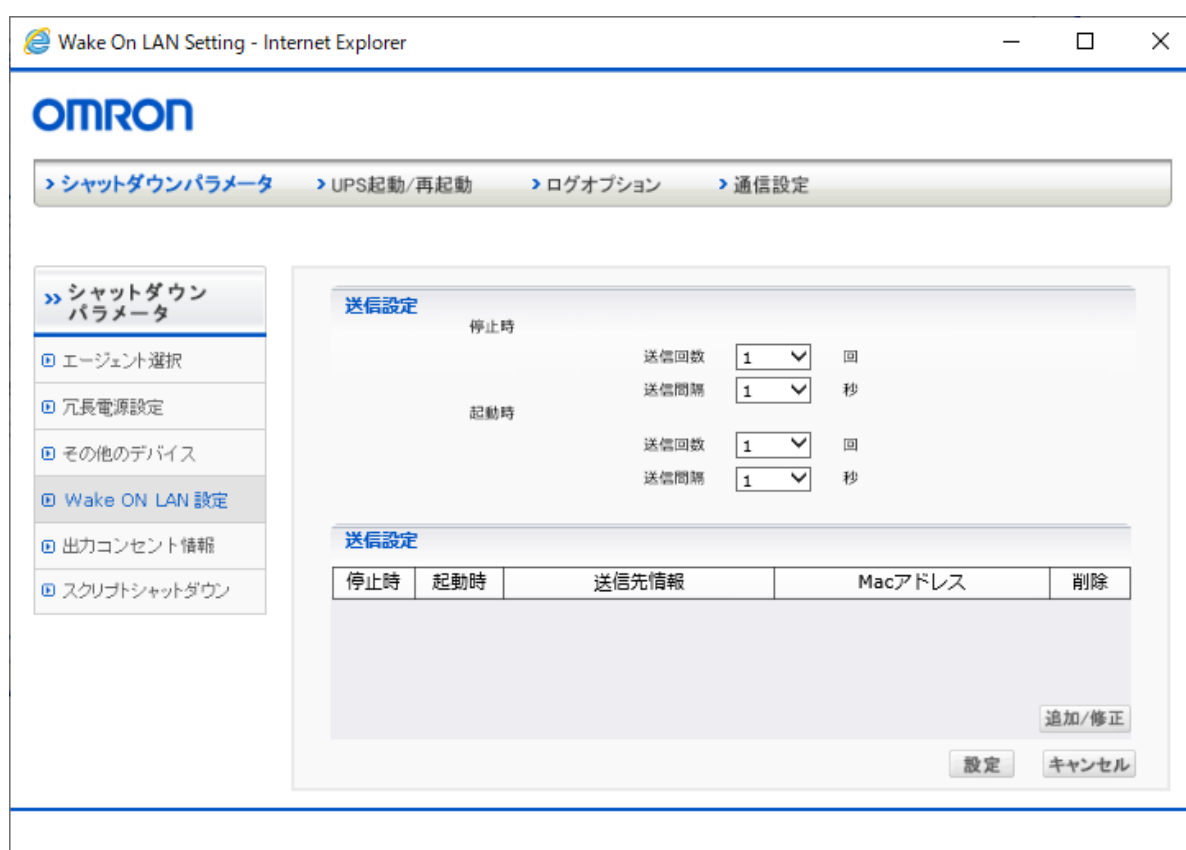 Wake On LAN Setting - Internet Explorer
OMRON
シャットダウンパラメータ UPS起動/再起動 ログオプション 通信設定
シャットダウン
パラメータ
エージェント選択
冗長電源設定
その他のデバイス
Wake ON LAN 設定
出力コンセント情報
スクリプトシャットダウン
送信設定
停止時
送信回数 1 回
送信間隔 1 秒
起動時
送信回数 1 回
送信間隔 1 秒
送信設定
停止時 起動時 送信先情報 Macアドレス 削除
追加/修正
設定 キャンセル